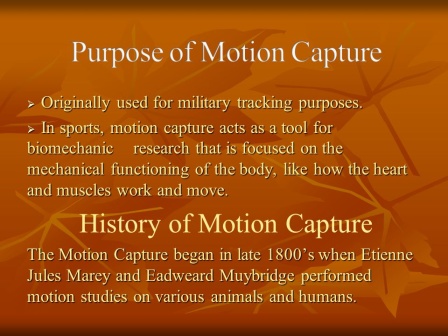 Purpose of Motion Capture
➢ Originally used for military tracking purposes.
➢ In sports, motion capture acts as a tool for
biomechanic research that is focused on the
mechanical functioning of the body, like how the heart
and muscles work and move.
History of Motion Capture
The Motion Capture began in late 1800's when Etienne
Jules Marey and Eadweard Muybridge performed
motion studies on various animals and humans.